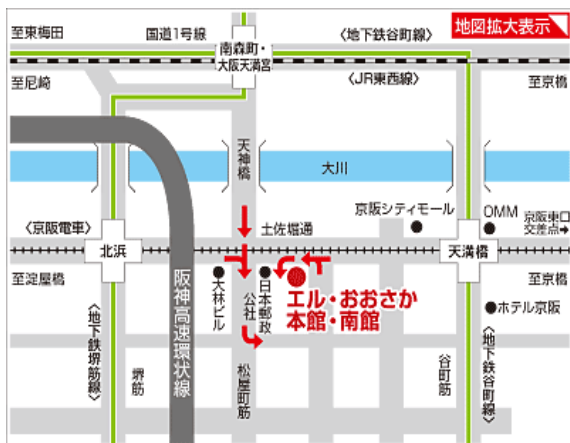 地図拡大表示
至東梅田
国道1号線
〈地下鉄谷町線〉
南森町・
大阪天満宮
至尼崎
〈JR東西線〉
至京橋
天神橋
大川
京阪シティモール
OMM
京阪東口
交差点➡
〈京阪電車〉
土佐堀通
北浜
天満橋
至淀屋橋
至京橋
大林ビル
公社
日本郵政
エル・おおさか
本館・南館
ホテル京阪
阪神高速環状線
〈地下鉄堺筋線〉
堺筋
松屋町筋
谷町筋
〈地下鉄谷町線〉